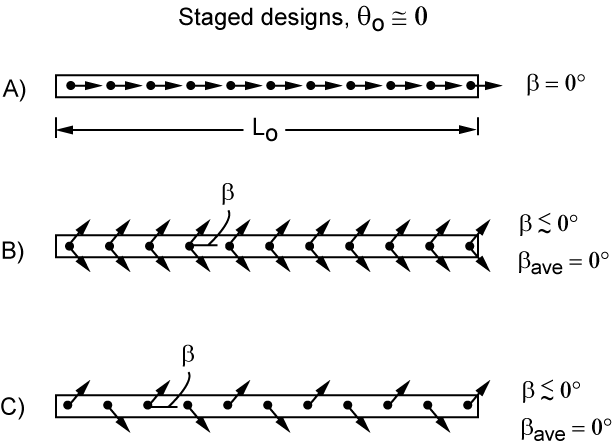 Staged designs, θo ≅ 0
A)
β = 0°
Lo
β
B)
β ≲ 0°
βave = 0°
β
C)
β ≲ 0°
βave = 0°